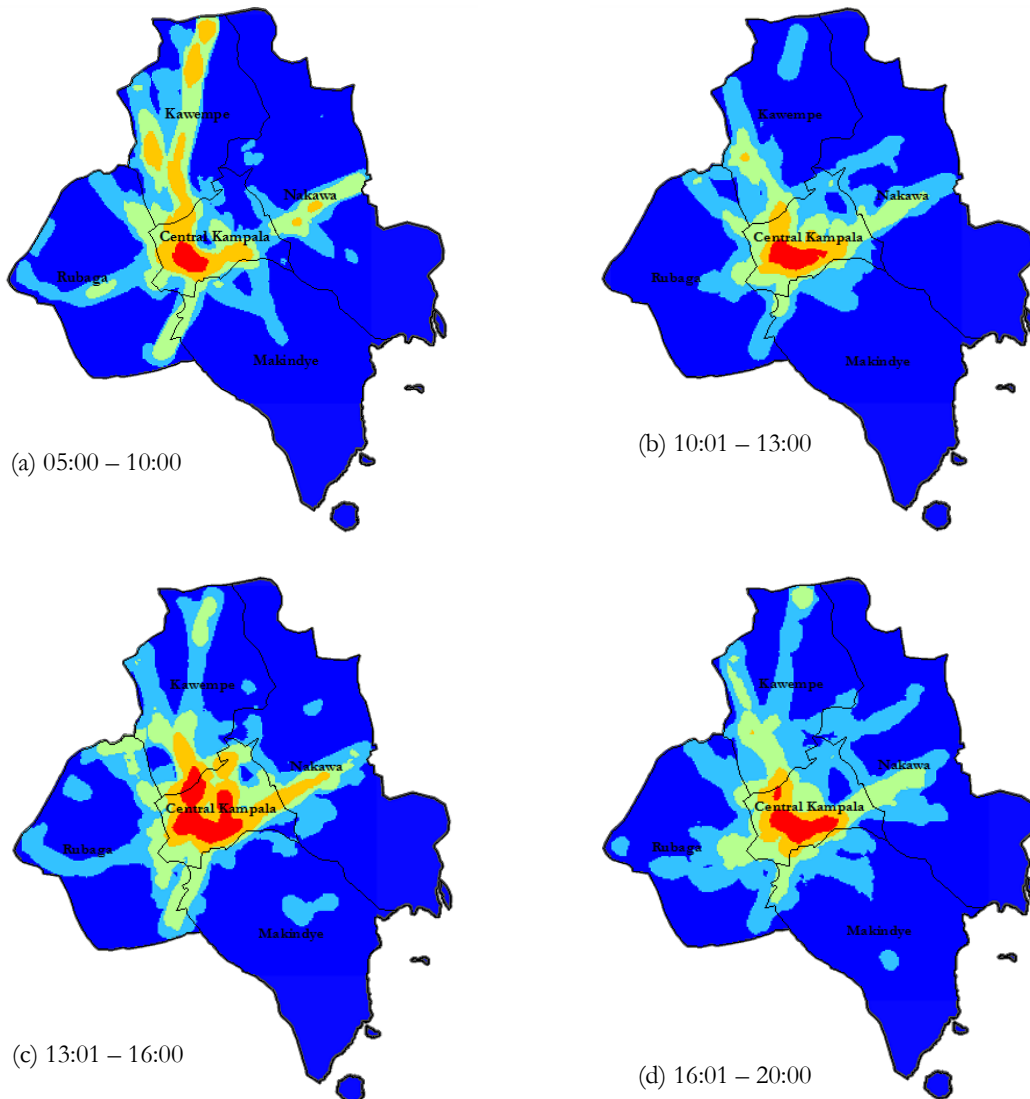 Kawempe
Nakawa
Central Kampala
Rubaga
Makindye
(a) 05:00 – 10:00
Kawempe
Nakawa
Central Kampala
Rubaga
Makindye
(b) 10:01 – 13:00
Kawempe
Nakawa
Central Kampala
Rubaga
Makindye
(c) 13:01 – 16:00
Kawempe
Nakawa
Central Kampala
Rubaga
Makindye
(d) 16:01 – 20:00